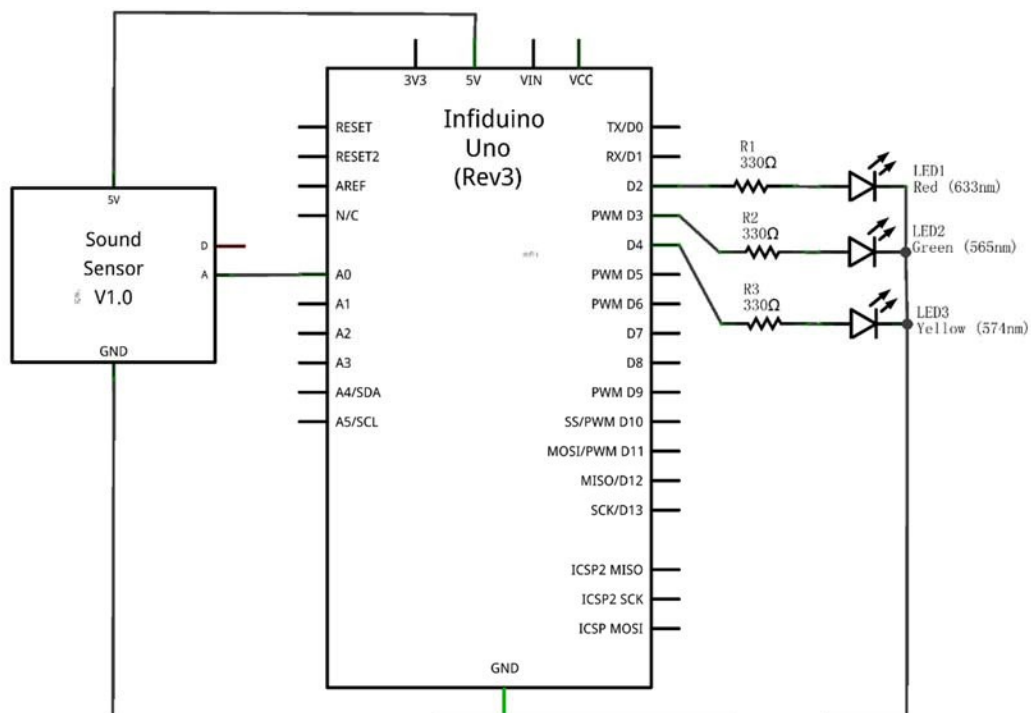 3V3
5V
VIN
VCC
Infiduino
Uno
(Rev3)
RESET
RESET2
AREF
N/C
A0
A1
A2
A3
A4/SDA
A5/SCL
TX/D0
RX/D1
D2
PWM D3
D4
PWM D5
PWM D6
D7
D8
PWM D9
SS/PWM D10
MOSI/PWM D11
MISO/D12
SCK/D13
ICSP2 MISO
ICSP2 SCK
ICSP MOSI
GND
5V
Sound
Sensor
V1.0
D
A
GND
R1
330Ω
LED1
Red (633nm)
R2
330Ω
LED2
Green (565nm)
R3
330Ω
LED3
Yellow (574nm)